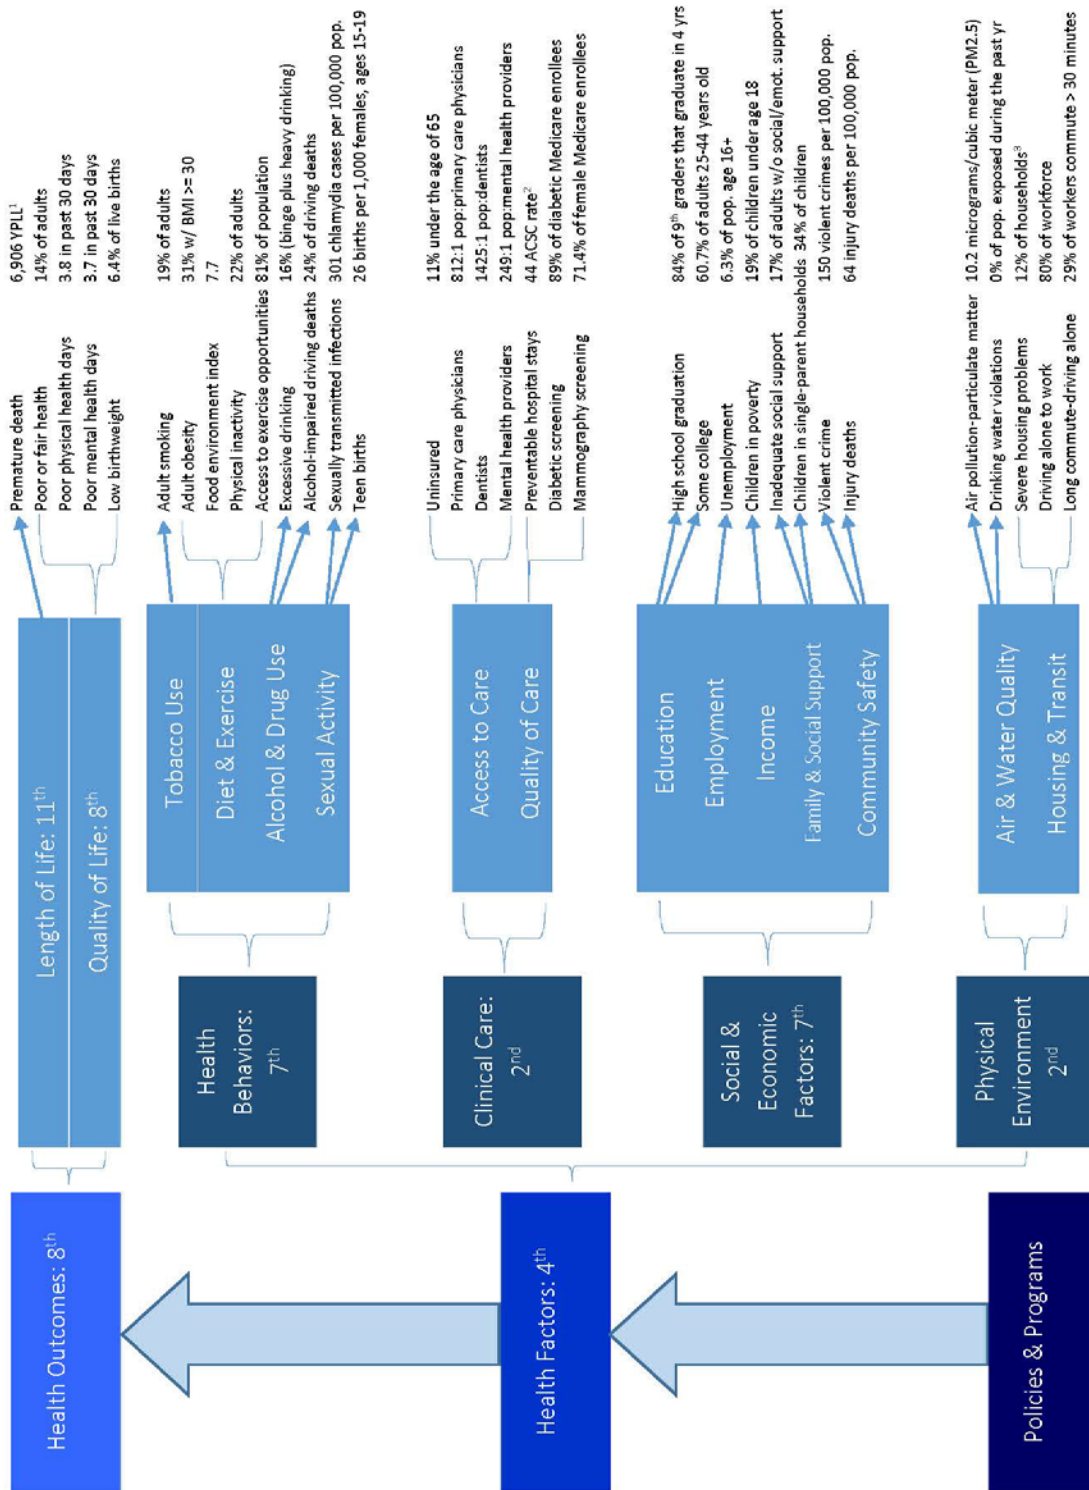 Health Outcomes: 8th
Health Factors: 4th
Policies & Programs
Length of Life: 11th
Quality of Life: 8th
Health
Behaviors:
7th
Clinical Care:
2nd
Social &
Economic
Factors: 7th
Physical
Environment
2nd
Tobacco Use
Diet & Exercise
Alcohol & Drug Use
Sexual Activity
Access to Care
Quality of Care
Education
Employment
Income
Family & Social Support
Community Safety
Air & Water Quality
Housing & Transit
Premature death 6,906 YPLL1
Poor or fair health 14% of adults
Poor physical health days 3.8 in past 30 days
Poor mental health days 3.7 in past 30 days
Low birthweight 6.4% of live births
Adult smoking 19% of adults
Adult obesity 31% w/ BMI >= 30
Food environment index 7.7
Physical inactivity 22% of adults
Access to exercise opportunities 81% of population
Excessive drinking 16% (binge plus heavy drinking)
Alcohol-impaired driving deaths 24% of driving deaths
Sexually transmitted infections 301 chlamydia cases per 100,000 pop.
Teen births 26 births per 1,000 females, ages 15-19
Uninsured 11% under the age of 65
Primary care physicians 812:1 pop:primary care physicians
Dentists 1425:1 pop:dentists
Mental health providers 249:1 pop:mental health providers
Preventable hospital stays 44 ACSC rate2
Diabetic screening 89% of diabetic Medicare enrollees
Mammography screening 71.4% of female Medicare enrollees
High school graduation 84% of 9th graders that graduate in 4 yrs
Some college 60.7% of adults 25-44 years old
Unemployment 6.3% of pop. age 16+
Children in poverty 19% of children under age 18
Inadequate social support 17% of adults w/o social/emot. support
Children in single-parent households 34% of children
Violent crime 150 violent crimes per 100,000 pop.
Injury deaths 64 injury deaths per 100,000 pop.
Air pollution-particulate matter 10.2 micrograms/cubic meter (PM2.5)
Drinking water violations 0% of pop. exposed during the past yr
Severe housing problems 12% of households3
Driving alone to work 80% of workforce
Long commute-driving alone 29% of workers commute > 30 minutes